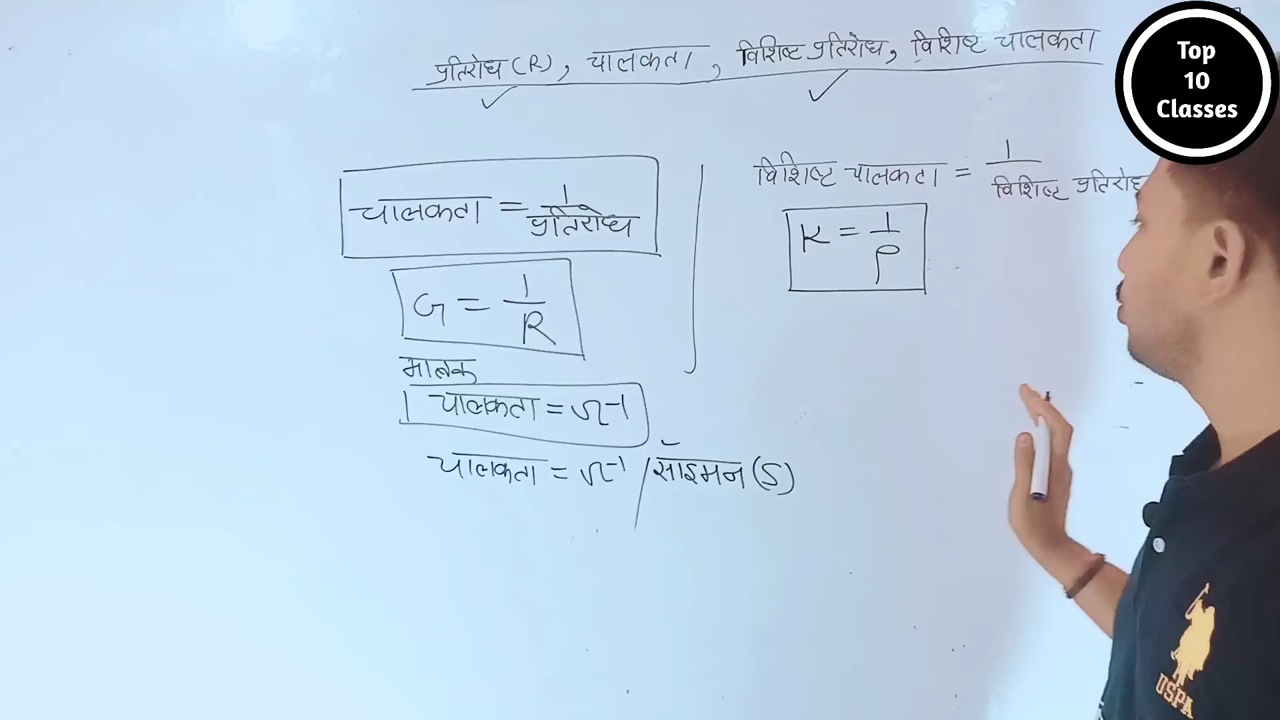 प्रतिरोध (R), चालकता, विशिष्ट प्रतिरोध, विशिष्ट चालकता
Top
10
Classes
चालकता = 1/प्रतिरोध
G = 1/R
मात्रक
चालकता = Ω⁻¹
चालकता = Ω⁻¹ / साइमन (S)
विशिष्ट चालकता = 1/विशिष्ट प्रतिरोध
K = 1/ρ
USPA